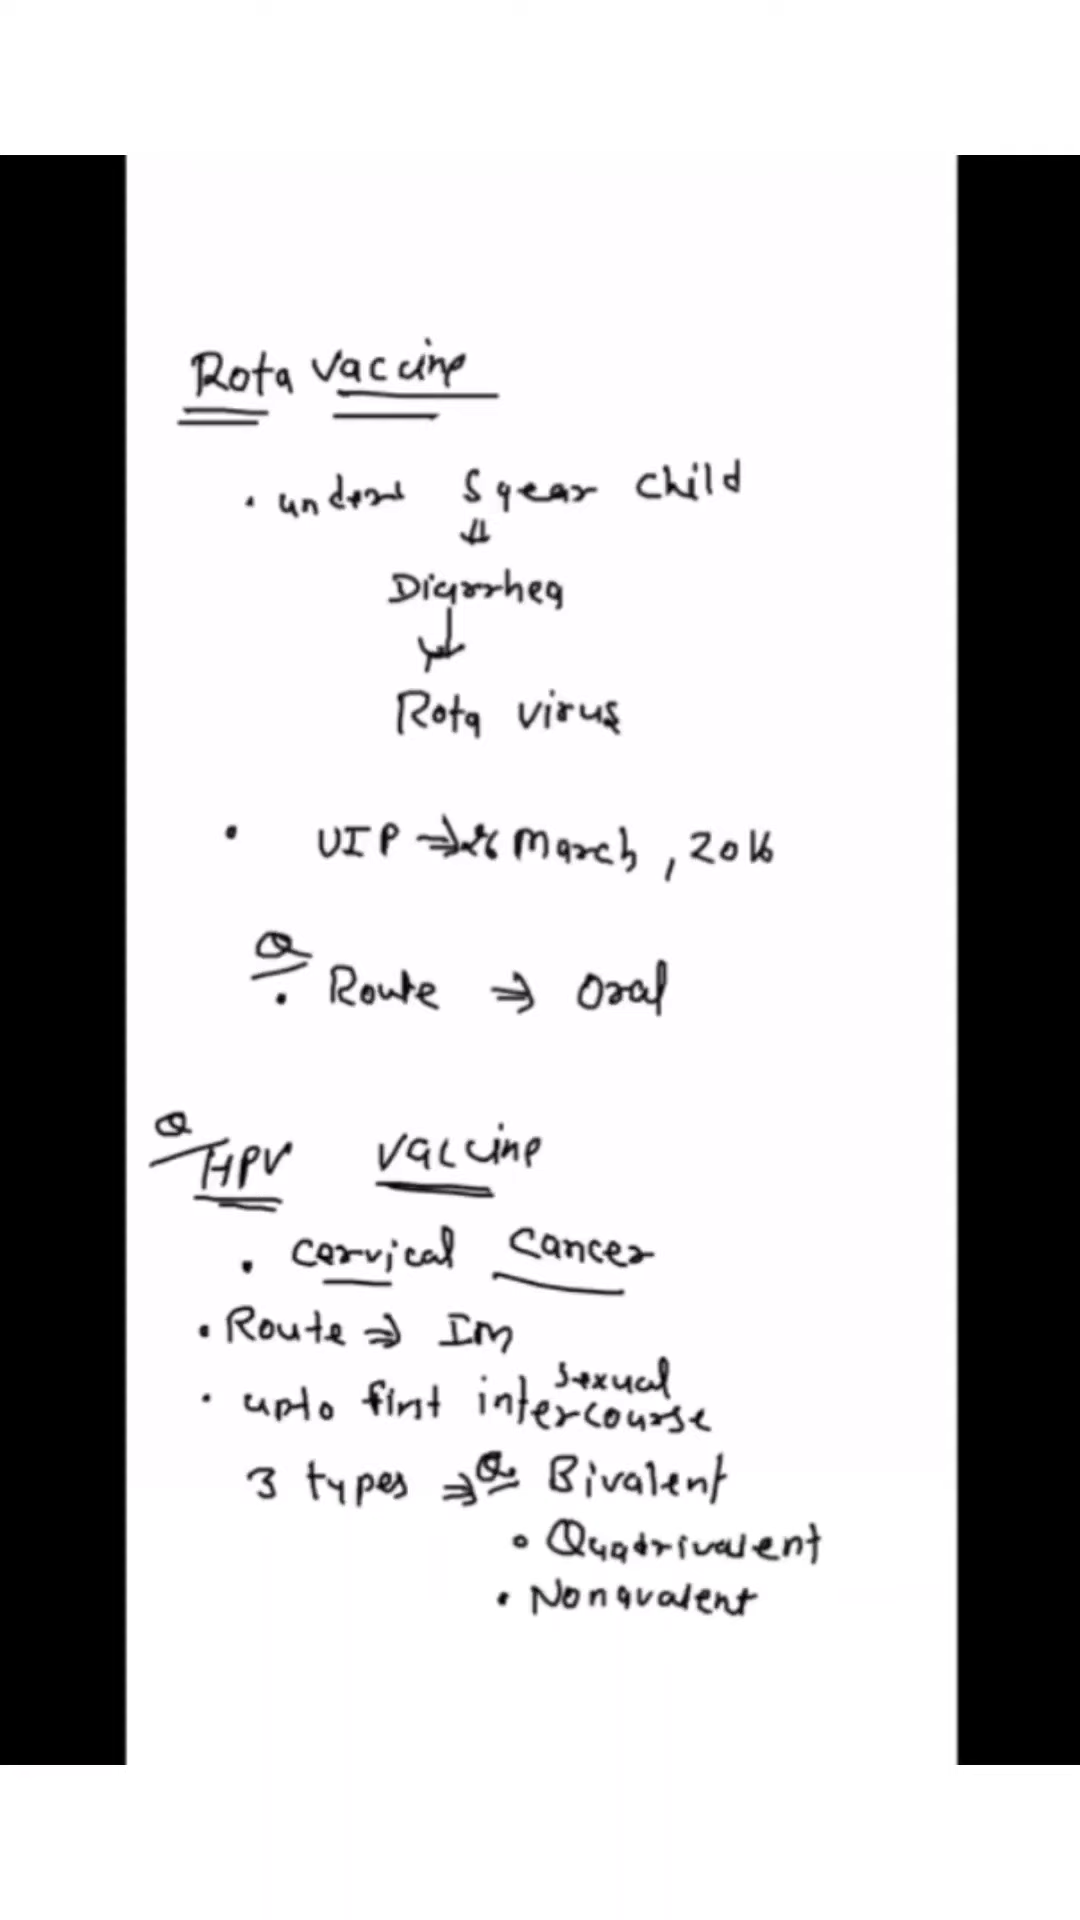 Rota vaccine
• under 5 year child
⇓
Diarrhea
↓
Rota virus
• UIP ⇒ 26 March, 2016
Q
• Route ⇒ Oral
Q HPV vaccine
• Cervical Cancer
• Route ⇒ IM
• upto first sexual intercourse
3 types ⇒ Q. Bivalent
• Quadrivalent
• Nonavalent